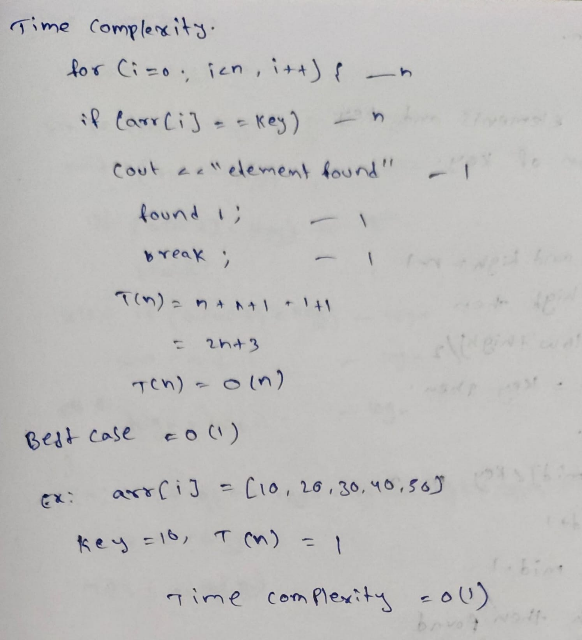 Time Complexity.
for (i=0; i<n, i++) { — n
if (arr[i] = = key) — n
Cout <<"element found" — 1
found 1; — 1
break; — 1
T(n) = n+n+1+1+1
= 2n+3
T(n) = O(n)
Best case = O(1)
Ex: arr[i] = [10, 20, 30, 40, 50]
key = 10, T(n) = 1
Time complexity = O(1)